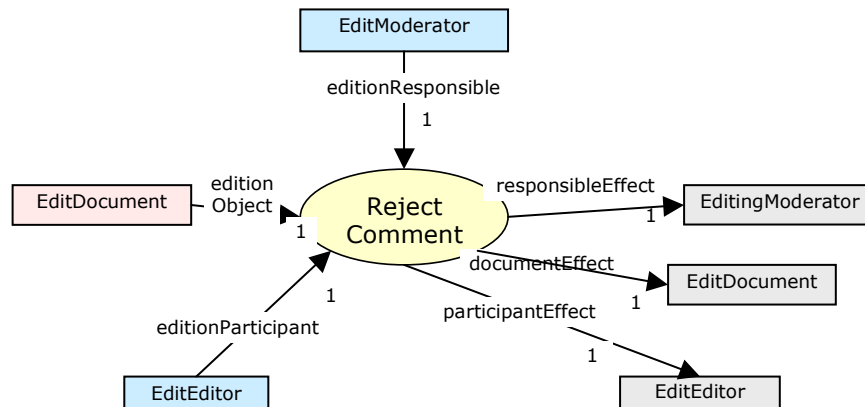 EditModerator
editionResponsible
1
edition
Object
EditDocument
1
Reject
Comment
responsibleEffect
1
EditingModerator
documentEffect
1
EditDocument
participantEffect
1
editionParticipant
1
EditEditor
EditEditor